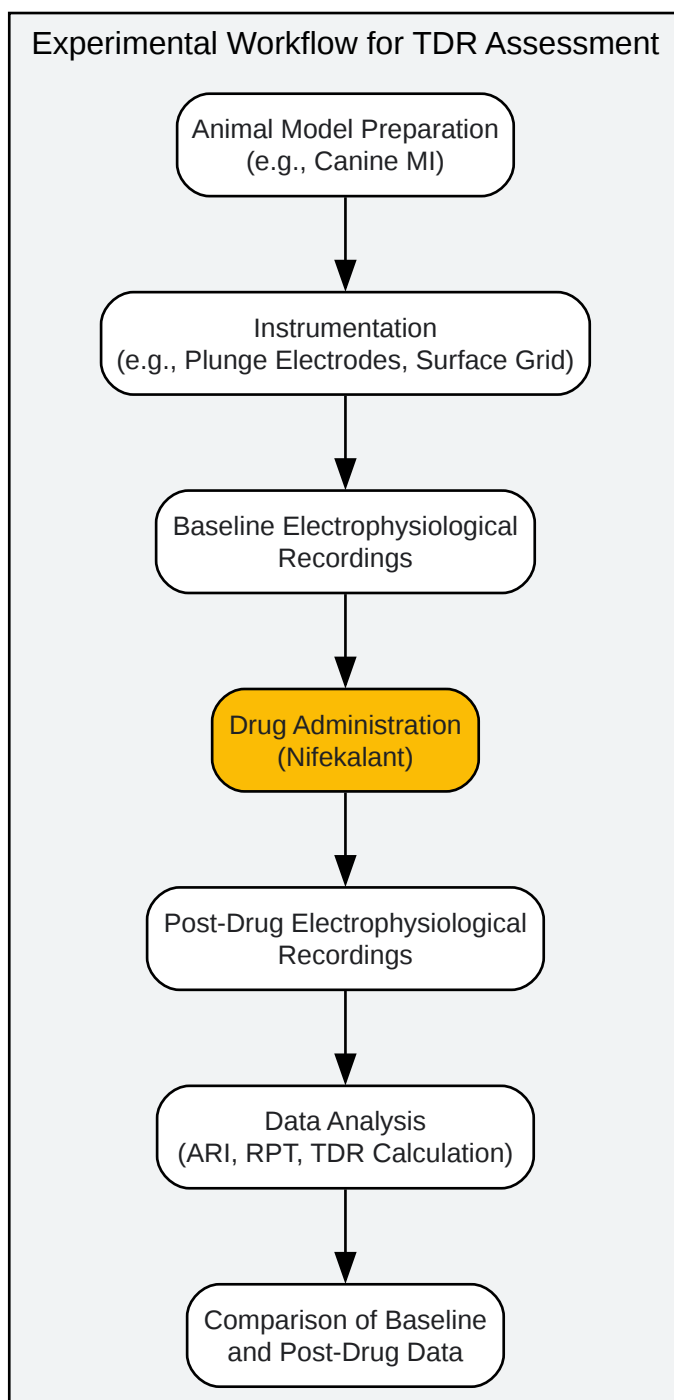 Experimental Workflow for TDR Assessment
Animal Model Preparation
(e.g., Canine MI)
Instrumentation
(e.g., Plunge Electrodes, Surface Grid)
Baseline Electrophysiological
Recordings
Drug Administration
(Nifekalant)
Post-Drug Electrophysiological
Recordings
Data Analysis
(ARI, RPT, TDR Calculation)
Comparison of Baseline
and Post-Drug Data